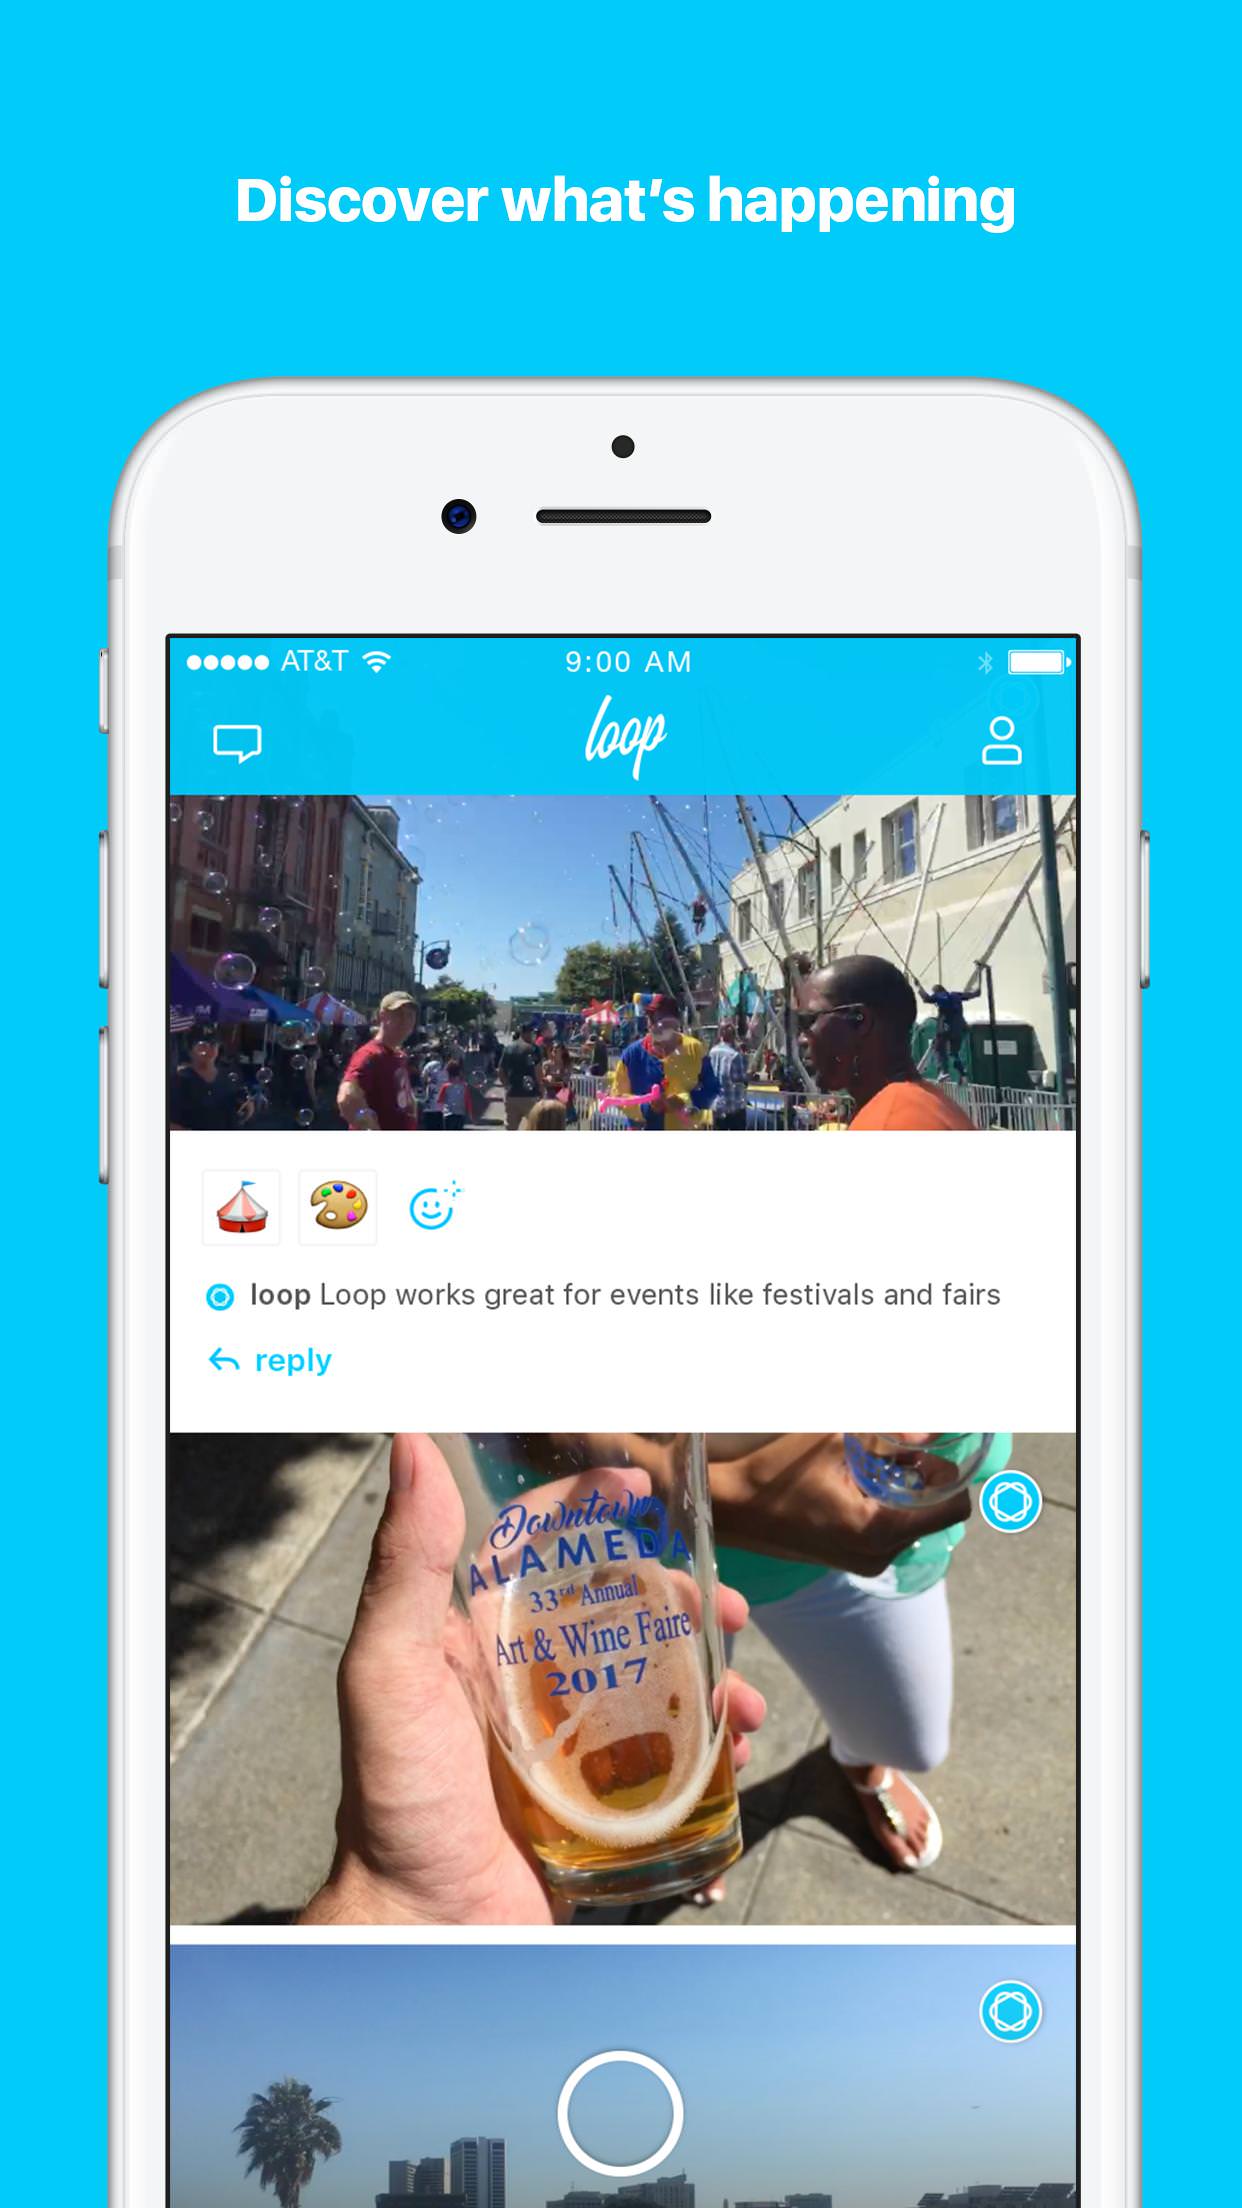 Discover what's happening
AT&T
9:00 AM
loop
loop Loop works great for events like festivals and fairs
reply
Downtown
ALAMEDA
33rd Annual
Art & Wine Faire
2017